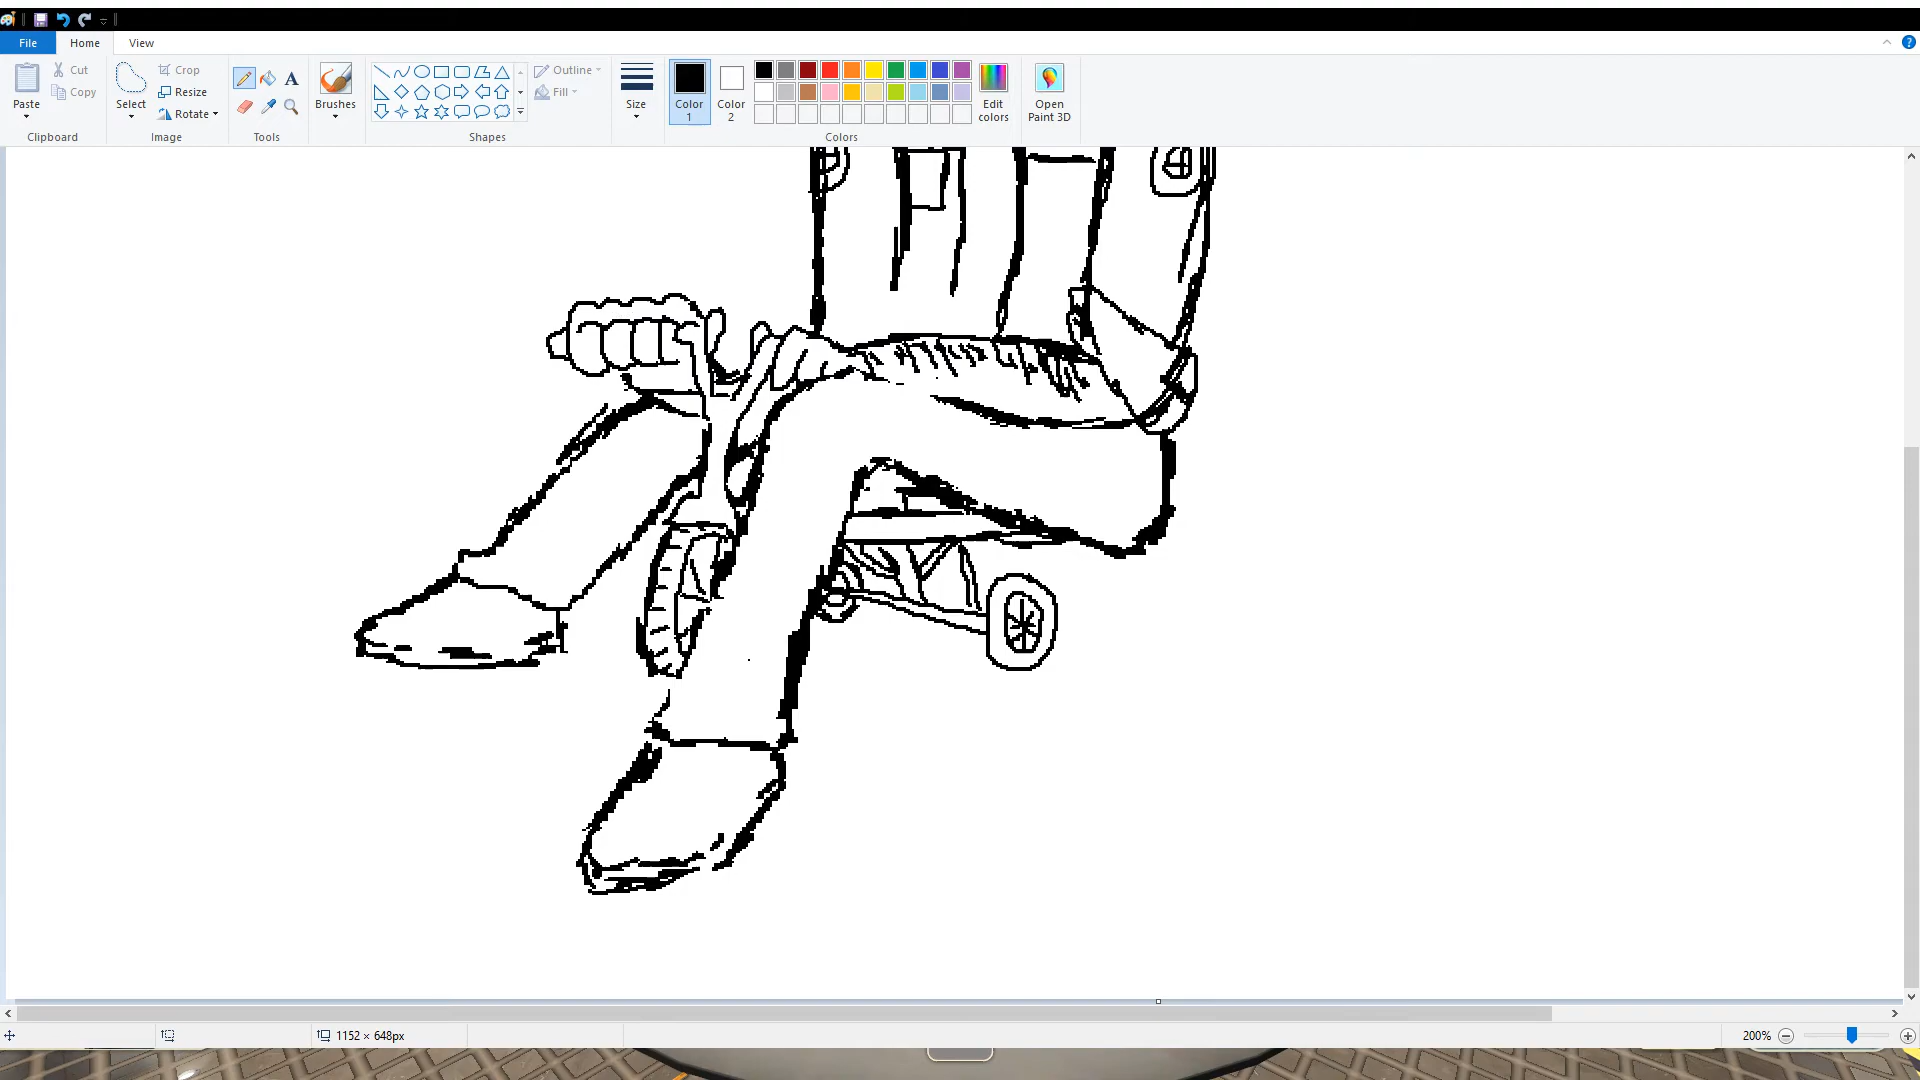 File Home View
Cut
Copy
Paste
Clipboard
Select
Crop
Resize
Rotate
Image
A
Tools
Brushes
Shapes
Outline
Fill
Size
Color
1
Color
2
Edit
colors
Colors
Open
Paint 3D
1152 × 648px
200%